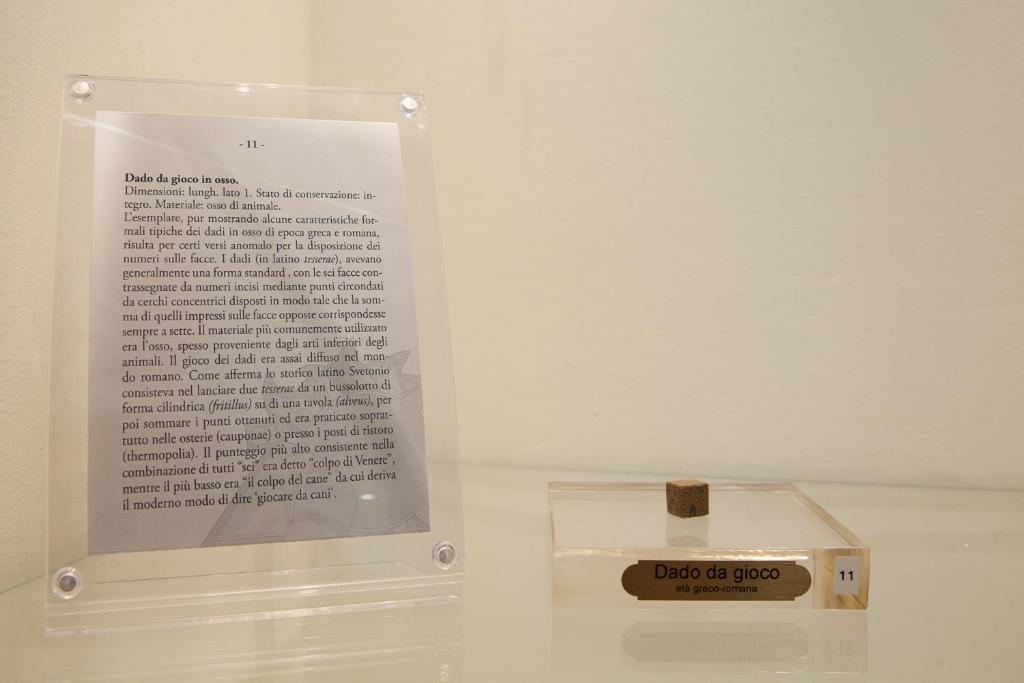 - 11 -
Dado da gioco in osso.
Dimensioni: lungh. lato 1. Stato di conservazione: in-
tegro. Materiale: osso di animale.
L'esemplare, pur mostrando alcune caratteristiche for-
mali tipiche dei dadi in osso di epoca greca e romana,
risulta per certi versi anomalo per la disposizione dei
numeri sulle facce. I dadi (in latino tesserae), avevano
generalmente una forma standard , con le sei facce con-
trassegnate da numeri incisi mediante punti circondati
da cerchi concentrici disposti in modo tale che la som-
ma di quelli impressi sulle facce opposte corrispondesse
sempre a sette. Il materiale più comunemente utilizzato
era l'osso, spesso proveniente dagli arti inferiori degli
animali. Il gioco dei dadi era assai diffuso nel mon-
do romano. Come afferma lo storico latino Svetonio
consisteva nel lanciare due tesserae da un bussolotto di
forma cilindrica (fritillus) su di una tavola (alveus), per
poi sommare i punti ottenuti ed era praticato soprat-
tutto nelle osterie (cauponae) o presso i posti di ristoro
(thermopolia). Il punteggio più alto consistente nella
combinazione di tutti "sei" era detto "colpo di Venere",
mentre il più basso era "il colpo del cane" da cui deriva
il moderno modo di dire 'giocare da cani'.
Dado da gioco
età greco-romana
11